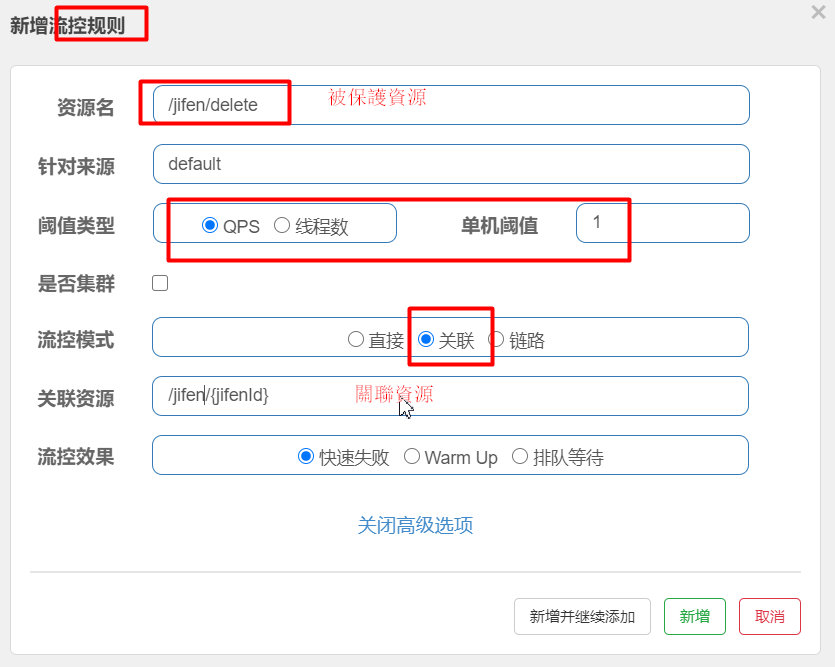 新增流控规则
×
资源名 /jifen/delete 被保護資源
针对来源 default
阈值类型 QPS 线程数 单机阈值 1
是否集群
流控模式 直接 关联 链路
关联资源 /jifen/{jifenId} 關聯資源
流控效果 快速失败 Warm Up 排队等待
关闭高级选项
新增并继续添加 新增 取消